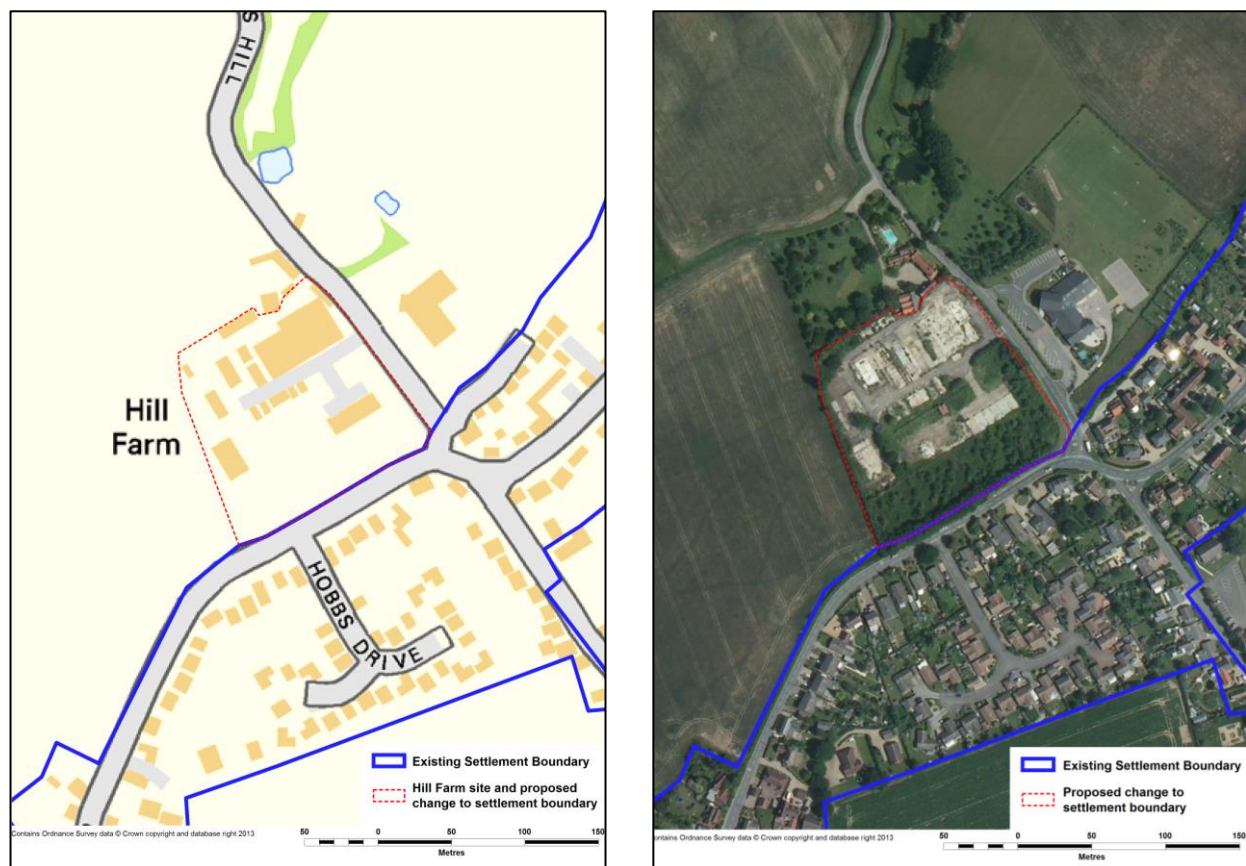 S HILL
Hill
Farm
HOBBS DRIVE
Existing Settlement Boundary
Hill Farm site and proposed
change to settlement boundary
Contains Ordnance Survey data © Crown copyright and database right 2013
50 0 50 100 150
Metres
Existing Settlement Boundary
Proposed change to
settlement boundary
ontains Ordnance Survey data © Crown copyright and database right 2013
50 0 50 100 150
Metres